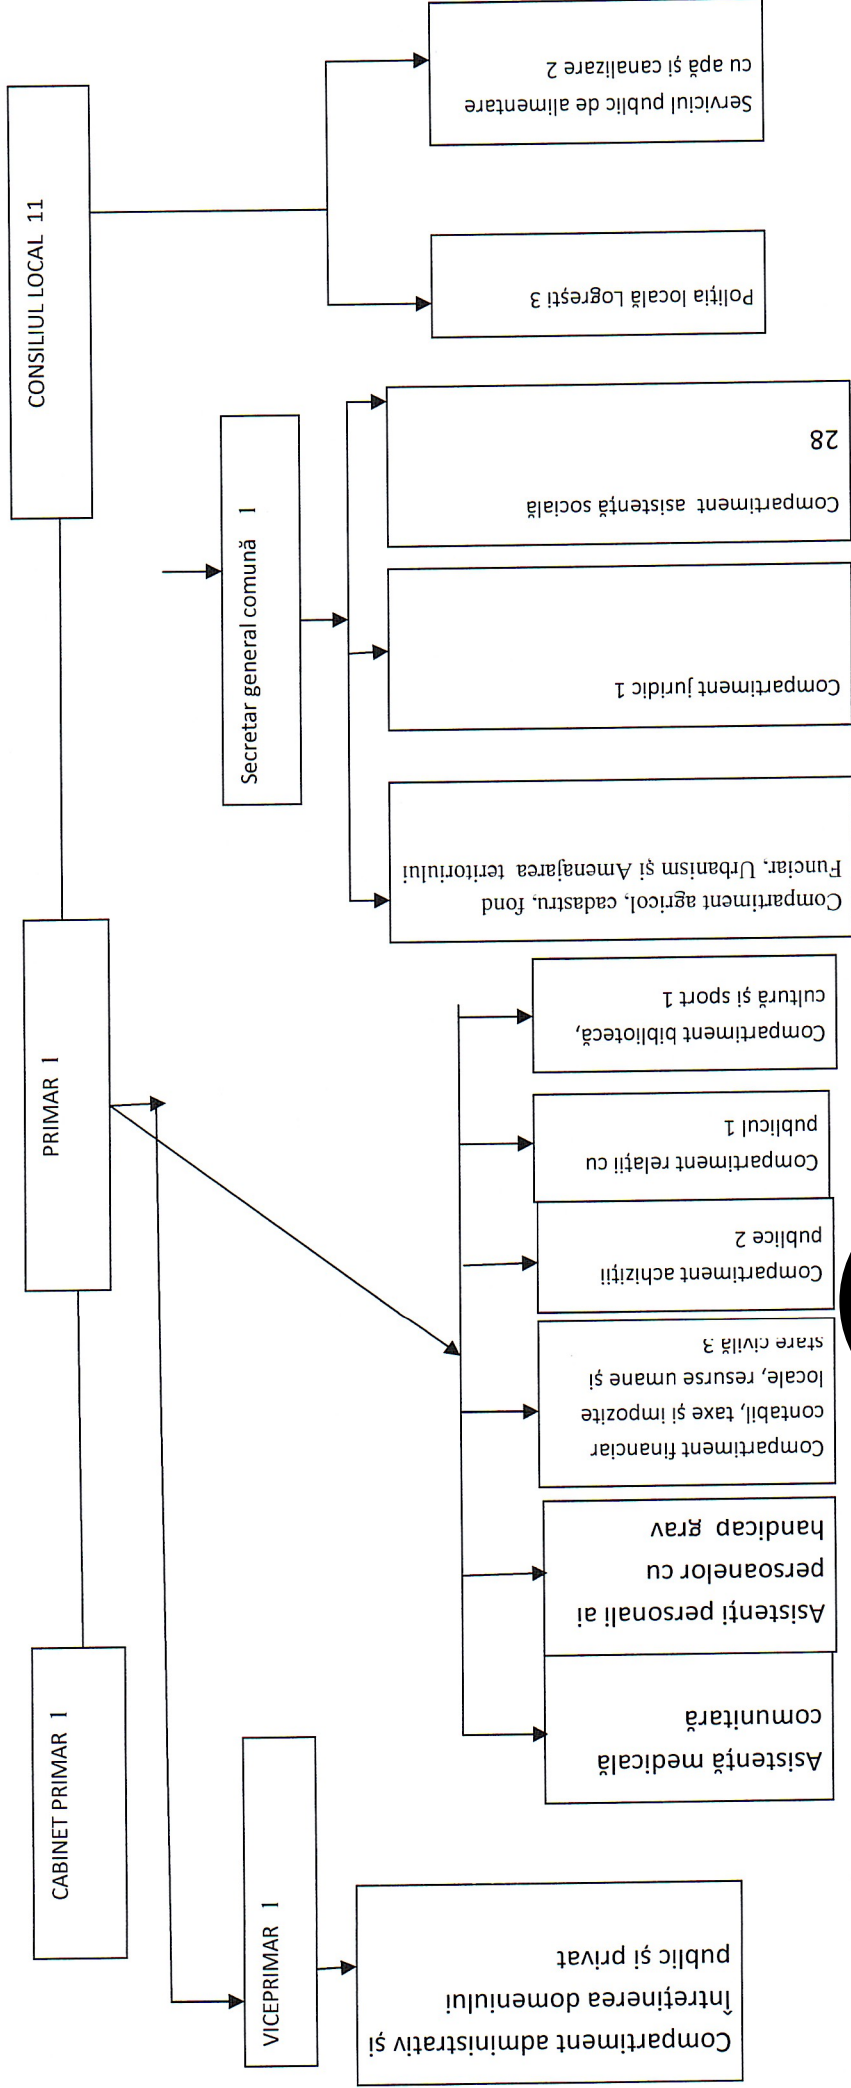 CABINET PRIMAR 1
PRIMAR 1
CONSILIUL LOCAL 11
VICEPRIMAR 1
Secretar general comună 1
Compartiment administrativ și
Întreținerea domeniului
public și privat
Asistență medicală
comunitară
Asistenți personali ai
persoanelor cu
handicap grav
Compartiment financiar
contabil, taxe și impozite
locale, resurse umane și
stare civilă 3
Compartiment achiziții
publice 2
Compartiment relații cu
publicul 1
Compartiment bibliotecă,
cultură și sport 1
Compartiment agricol, cadastru, fond
Funciar, Urbanism și Amenajarea teritoriului
Compartiment juridic 1
Compartiment asistență socială
28
Poliția locală Logrești 3
Serviciul public de alimentare
cu apă și canalizare 2